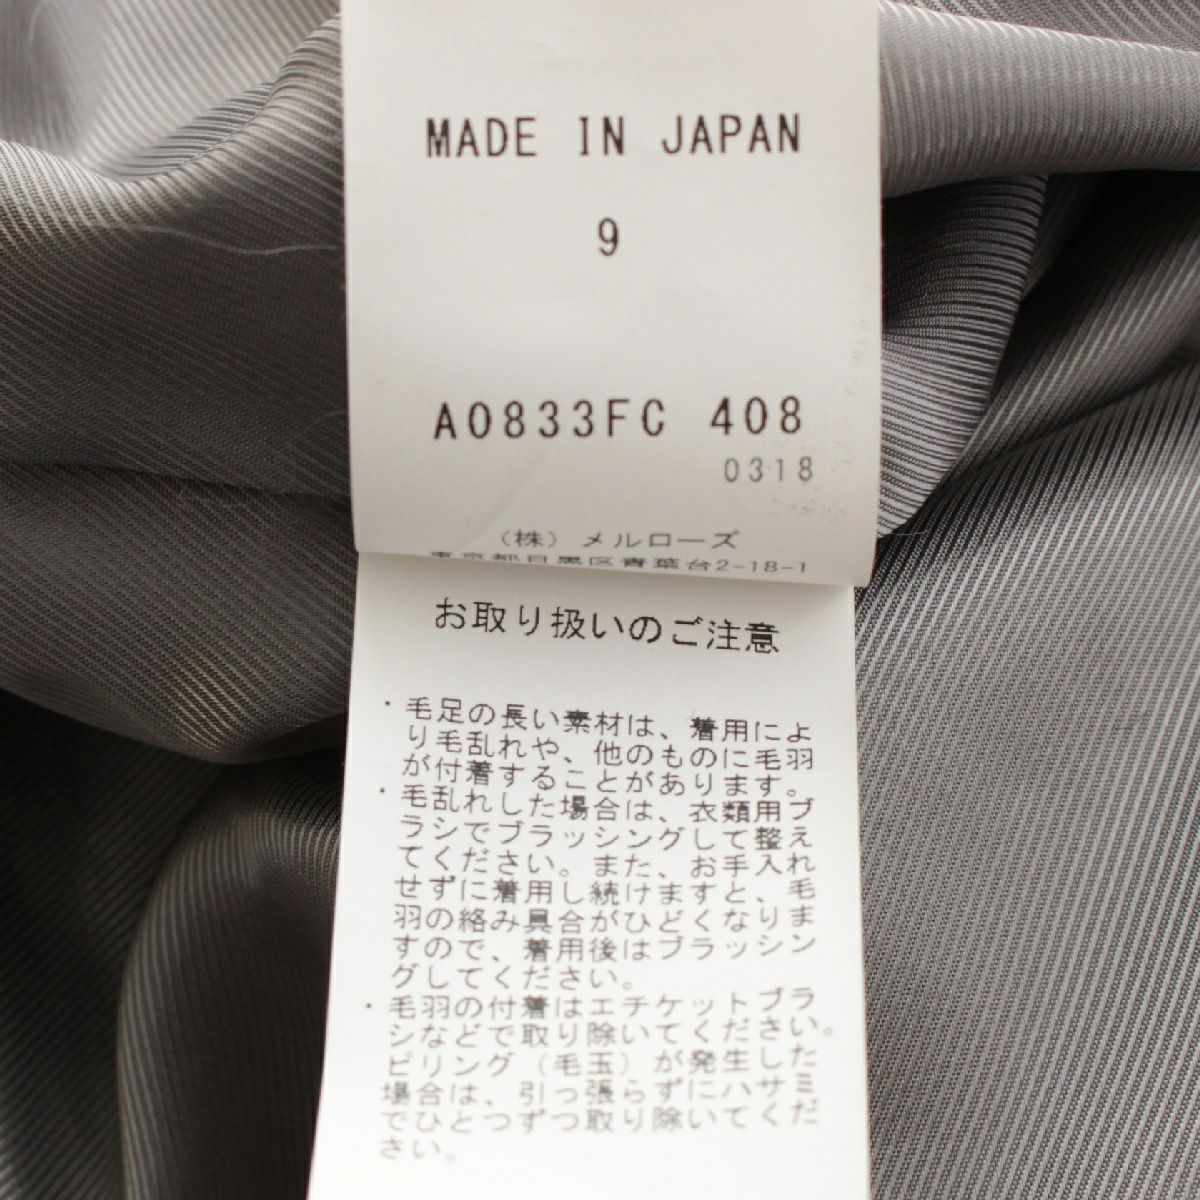 MADE IN JAPAN
9
A0833FC 408
0318
(株) メルローズ
東京都目黒区青葉台2-18-1
お取り扱いのご注意
・毛足の長い素材は、着用によ
り毛乱れや、他のものに毛羽
が付着することがあります。
・毛乱れした場合は、衣類用ブ
ラシでブラッシングして整え
てください。また、お手入れ
せずに着用し続けますと、毛
羽の絡み具合がひどくなりま
すので、着用後はブラッシン
グしてください。
・毛羽の付着はエチケットブラ
シなどで取り除いてください。
ピリング（毛玉）が発生した
場合は、引っ張らずにハサミ
でひとつずつ取り除いてくだ
さい。